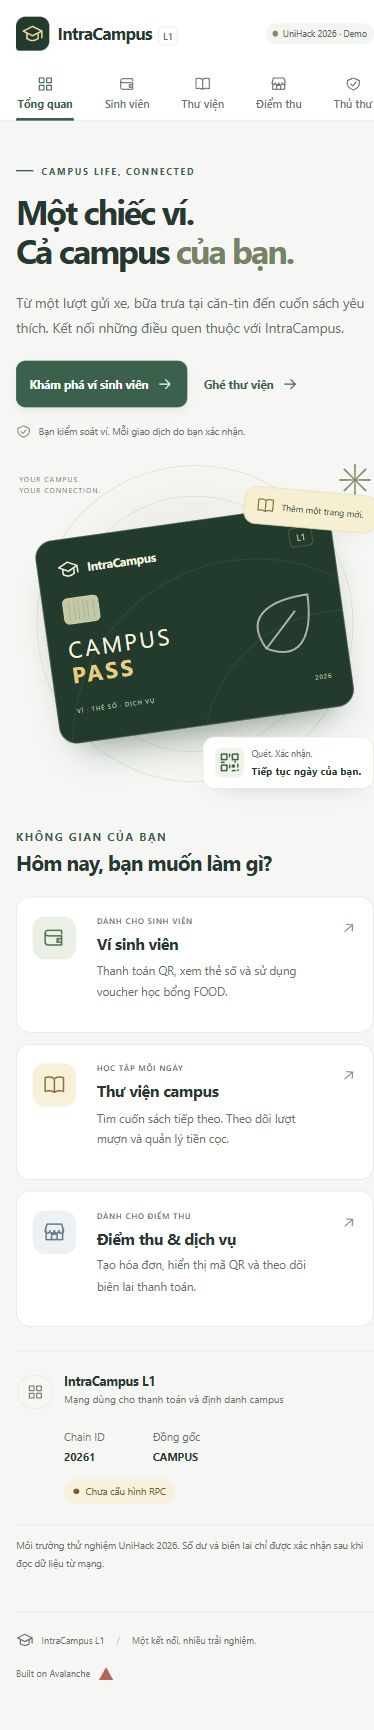 IntraCampus L1
UniHack 2026 · Demo
Tổng quan
Sinh viên
Thư viện
Điểm thu
Thủ thư
CAMPUS LIFE, CONNECTED
Một chiếc ví.
Cả campus của bạn.
Từ một lượt gửi xe, bữa trưa tại căn-tin đến cuốn sách yêu
thích. Kết nối những điều quen thuộc với IntraCampus.
Khám phá ví sinh viên →
Ghé thư viện →
Bạn kiểm soát ví. Mỗi giao dịch do bạn xác nhận.
YOUR CAMPUS.
YOUR CONNECTION.
Thêm một trang mới.
IntraCampus
L1
CAMPUS
PASS
VÍ · THẺ SỐ · DỊCH VỤ
2026
Quét. Xác nhận.
Tiếp tục ngày của bạn.
KHÔNG GIAN CỦA BẠN
Hôm nay, bạn muốn làm gì?
DÀNH CHO SINH VIÊN
Ví sinh viên
Thanh toán QR, xem thẻ số và sử dụng
voucher học bổng FOOD.
HỌC TẬP MỖI NGÀY
Thư viện campus
Tìm cuốn sách tiếp theo. Theo dõi lượt
mượn và quản lý tiền cọc.
DÀNH CHO ĐIỂM THU
Điểm thu & dịch vụ
Tạo hóa đơn, hiển thị mã QR và theo dõi
biên lai thanh toán.
IntraCampus L1
Mạng dùng cho thanh toán và định danh campus
Chain ID
20261
Đồng gốc
CAMPUS
Chưa cấu hình RPC
Môi trường thử nghiệm UniHack 2026. Số dư và biên lai chỉ được xác nhận sau khi
đọc dữ liệu từ mạng.
IntraCampus L1 / Một kết nối, nhiều trải nghiệm.
Built on Avalanche